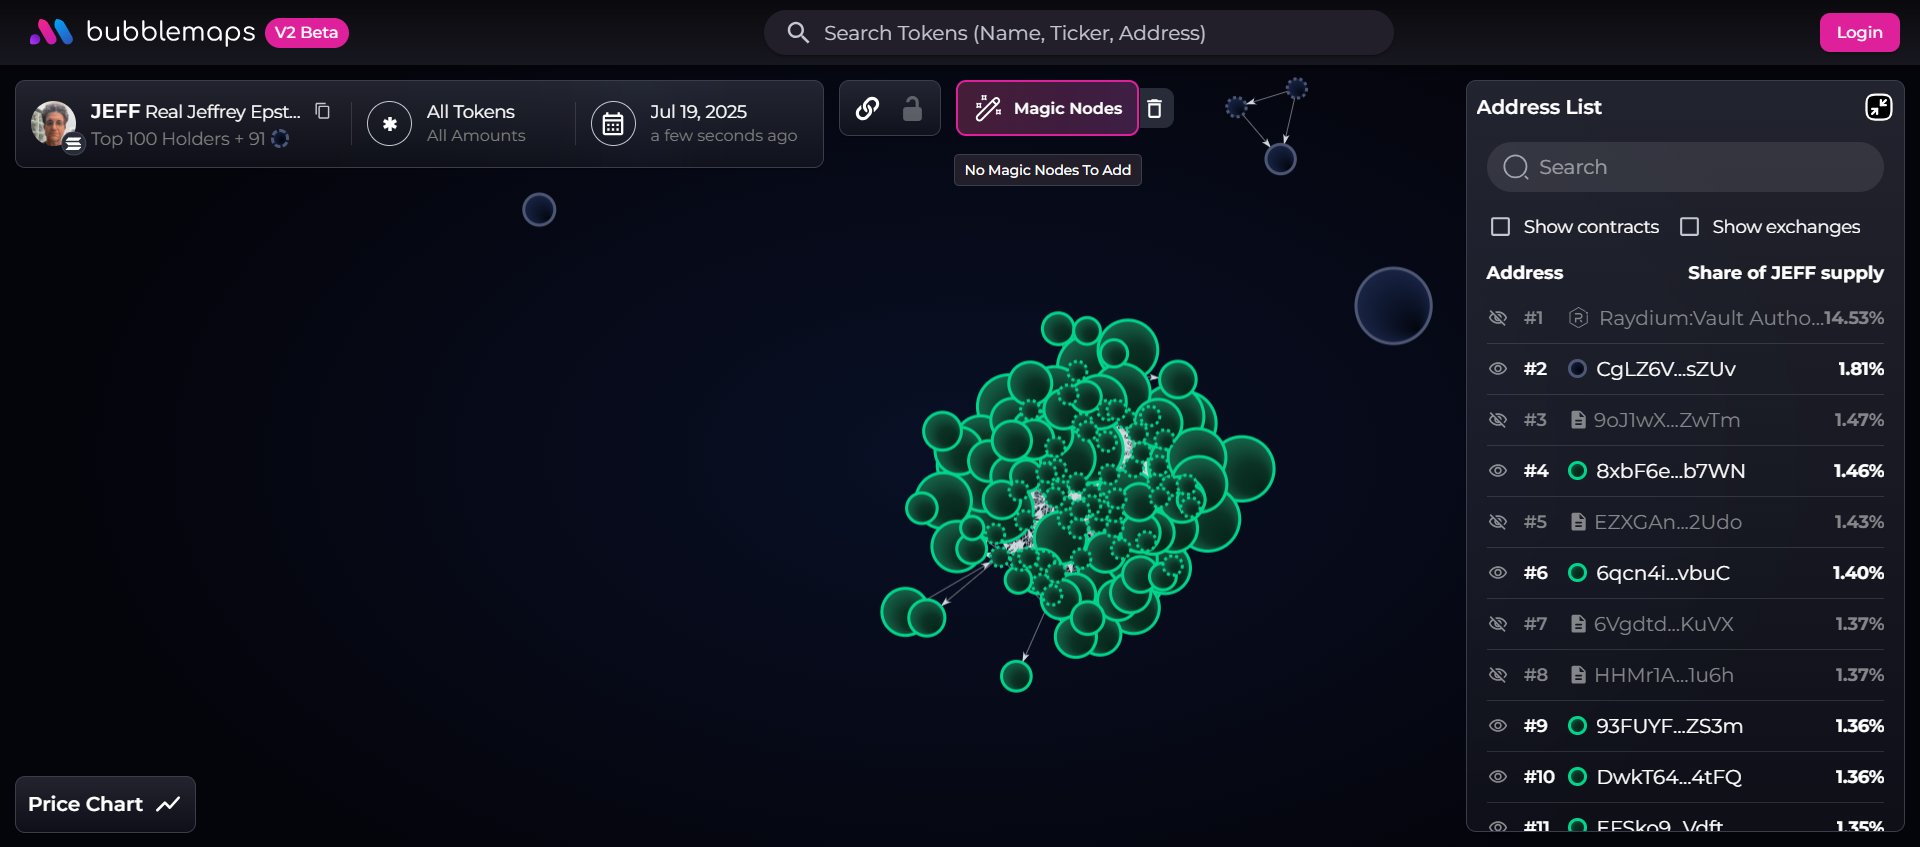 bubblemaps V2 Beta
Search Tokens (Name, Ticker, Address)
Login
JEFF Real Jeffrey Epst...
Top 100 Holders + 91
All Tokens
All Amounts
Jul 19, 2025
a few seconds ago
Magic Nodes
No Magic Nodes To Add
Address List
Search
Show contracts
Show exchanges
Address Share of JEFF supply
#1 Raydium:Vault Autho... 14.53%
#2 CgLZ6V...sZUv 1.81%
#3 9oJ1wX...ZwTm 1.47%
#4 8xbF6e...b7WN 1.46%
#5 EZXGAn...2Udo 1.43%
#6 6qcn4i...vbuC 1.40%
#7 6Vgdtd...KuVX 1.37%
#8 HHMr1A...1u6h 1.37%
#9 93FUYF...ZS3m 1.36%
#10 DwkT64...4tFQ 1.36%
#11 1.35%
Price Chart